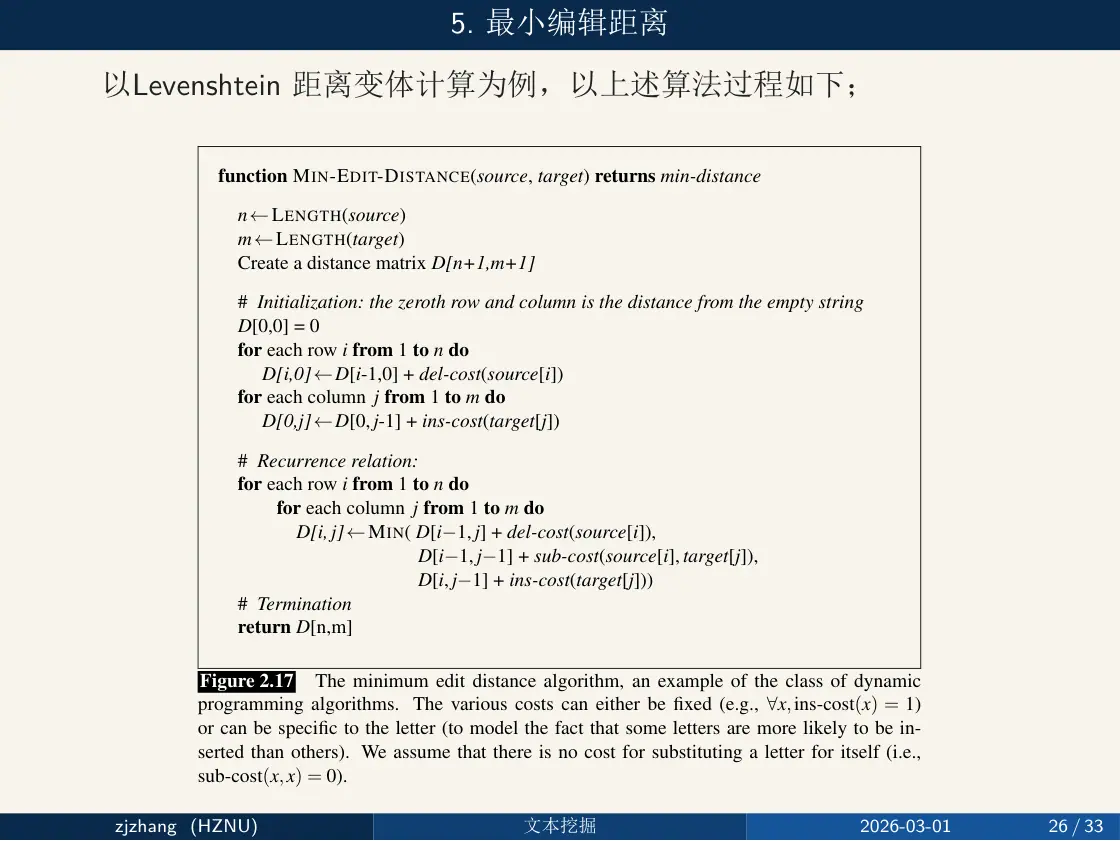 5. 最小编辑距离
以Levenshtein 距离变体计算为例，以上述算法过程如下；
function MIN-EDIT-DISTANCE(source, target) returns min-distance
n←LENGTH(source)
m←LENGTH(target)
Create a distance matrix D[n+1,m+1]
# Initialization: the zeroth row and column is the distance from the empty string
D[0,0] = 0
for each row i from 1 to n do
D[i,0]←D[i-1,0] + del-cost(source[i])
for each column j from 1 to m do
D[0,j]←D[0,j-1] + ins-cost(target[j])
# Recurrence relation:
for each row i from 1 to n do
for each column j from 1 to m do
D[i,j]←MIN( D[i−1,j] + del-cost(source[i]),
D[i−1,j−1] + sub-cost(source[i],target[j]),
D[i,j−1] + ins-cost(target[j]))
# Termination
return D[n,m]
Figure 2.17 The minimum edit distance algorithm, an example of the class of dynamic
programming algorithms. The various costs can either be fixed (e.g., ∀x,ins-cost(x) = 1)
or can be specific to the letter (to model the fact that some letters are more likely to be in-
serted than others). We assume that there is no cost for substituting a letter for itself (i.e.,
sub-cost(x,x) = 0).
zjzhang (HZNU) 文本挖掘 2026-03-01 26 / 33